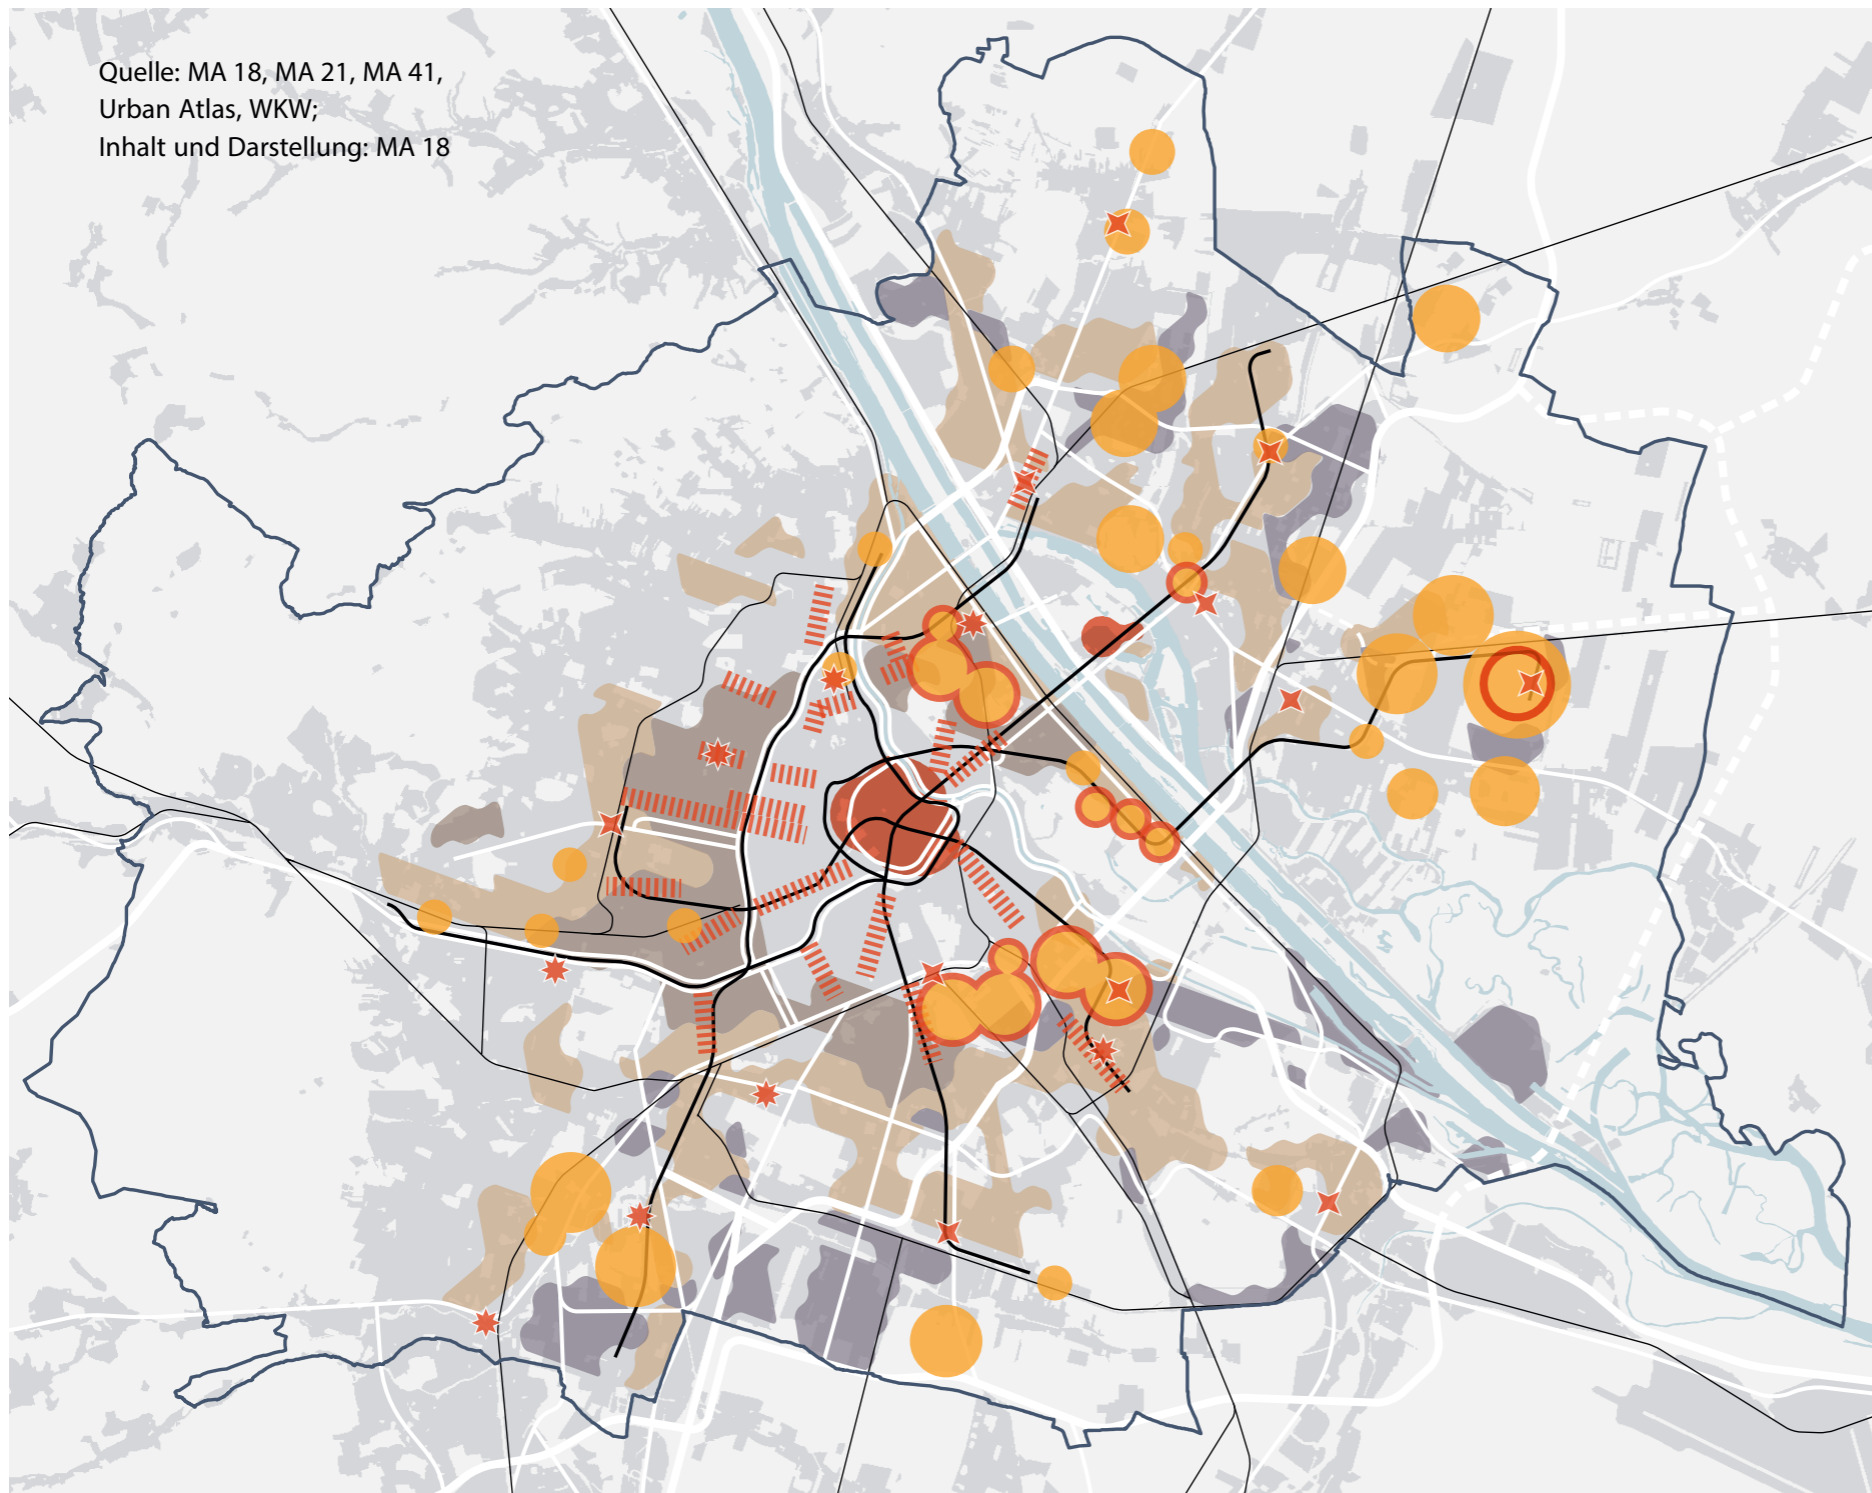 Quelle: MA 18, MA 21, MA 41,
Urban Atlas, WKW;
Inhalt und Darstellung: MA 18